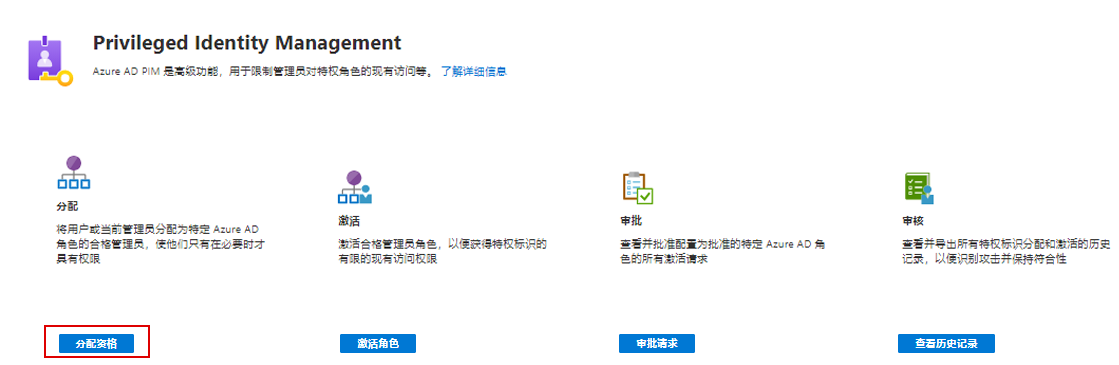 Privileged Identity Management
Azure AD PIM 是高级功能，用于限制管理员对特权角色的现有访问等。 了解详细信息
分配
将用户或当前管理员分配为特定 Azure AD
角色的合格管理员，使他们只有在必要时才
具有权限
分配资格
激活
激活合格管理员角色，以便获得特权标识的
有限的现有访问权限
激活角色
审批
查看并批准配置为批准的特定 Azure AD 角
色的所有激活请求
审批请求
审核
查看并导出所有特权标识分配和激活的历史
记录，以便识别攻击并保持符合性
查看历史记录